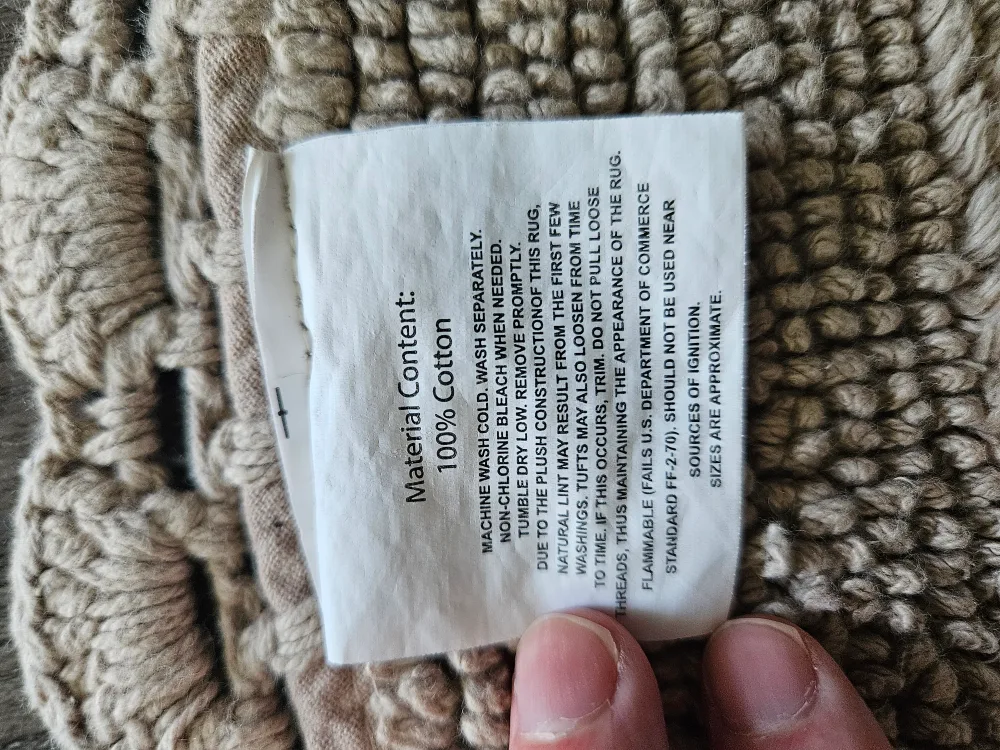 Material Content:
100% Cotton
MACHINE WASH COLD. WASH SEPARATELY.
NON-CHLORINE BLEACH WHEN NEEDED.
TUMBLE DRY LOW. REMOVE PROMPTLY.
DUE TO THE PLUSH CONSTRUCTIONOF THIS RUG,
NATURAL LINT MAY RESULT FROM THE FIRST FEW
WASHINGS. TUFTS MAY ALSO LOOSEN FROM TIME
TO TIME. IF THIS OCCURS, TRIM. DO NOT PULL LOOSE
THREADS, THUS MAINTAINING THE APPEARANCE OF THE RUG.
FLAMMABLE (FAILS U.S. DEPARTMENT OF COMMERCE
STANDARD FF-2-70). SHOULD NOT BE USED NEAR
SOURCES OF IGNITION.
SIZES ARE APPROXIMATE.